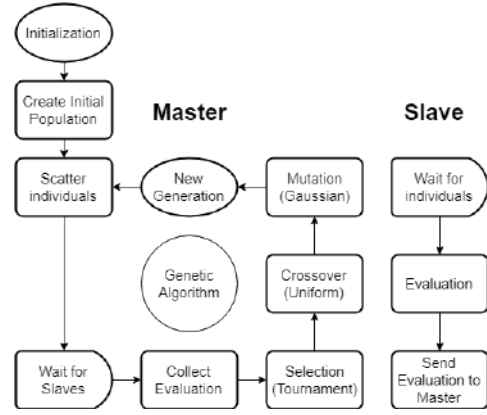 Initialization
Create Initial
Population
Master
Slave
Scatter
individuals
New
Generation
Mutation
(Gaussian)
Wait for
individuals
Genetic
Algorithm
Crossover
(Uniform)
Evaluation
Wait for
Slaves
Collect
Evaluation
Selection
(Tournament)
Send
Evaluation to
Master